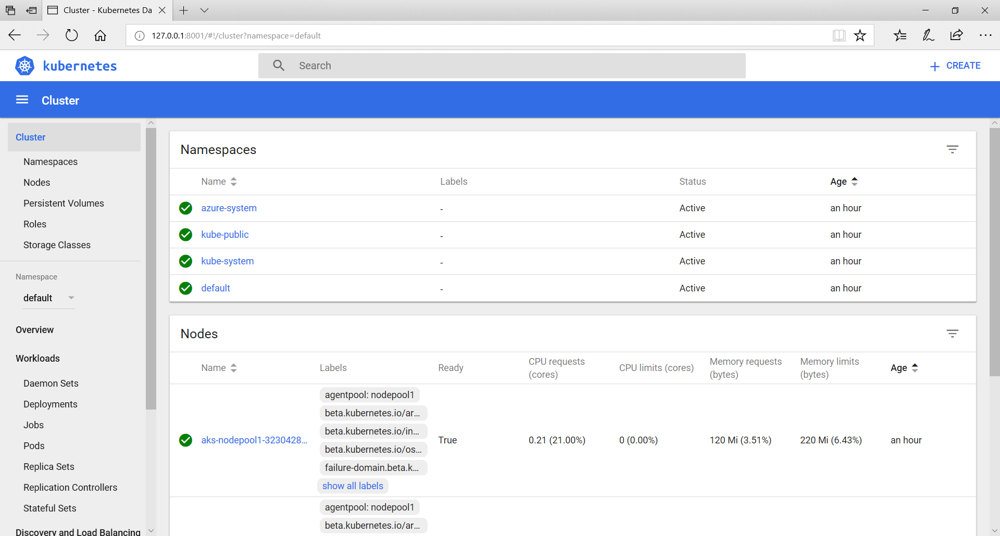 Cluster - Kubernetes Da
127.0.0.1:8001/#!/cluster?namespace=default
kubernetes
Search
CREATE
Cluster
Cluster
Namespaces
Nodes
Persistent Volumes
Roles
Storage Classes
Namespace
default
Overview
Workloads
Daemon Sets
Deployments
Jobs
Pods
Replica Sets
Replication Controllers
Stateful Sets
Discovery and Load Balancing
Namespaces
Name Labels Status Age
azure-system - Active an hour
kube-public - Active an hour
kube-system - Active an hour
default - Active an hour
Nodes
Name Labels Ready CPU requests (cores) CPU limits (cores) Memory requests (bytes) Memory limits (bytes) Age
agentpool: nodepool1
beta.kubernetes.io/ar...
beta.kubernetes.io/in...
aks-nodepool1-3230428... True 0.21 (21.00%) 0 (0.00%) 120 Mi (3.51%) 220 Mi (6.43%) an hour
beta.kubernetes.io/os...
failure-domain.beta.k...
show all labels
agentpool: nodepool1
beta.kubernetes.io/ar...